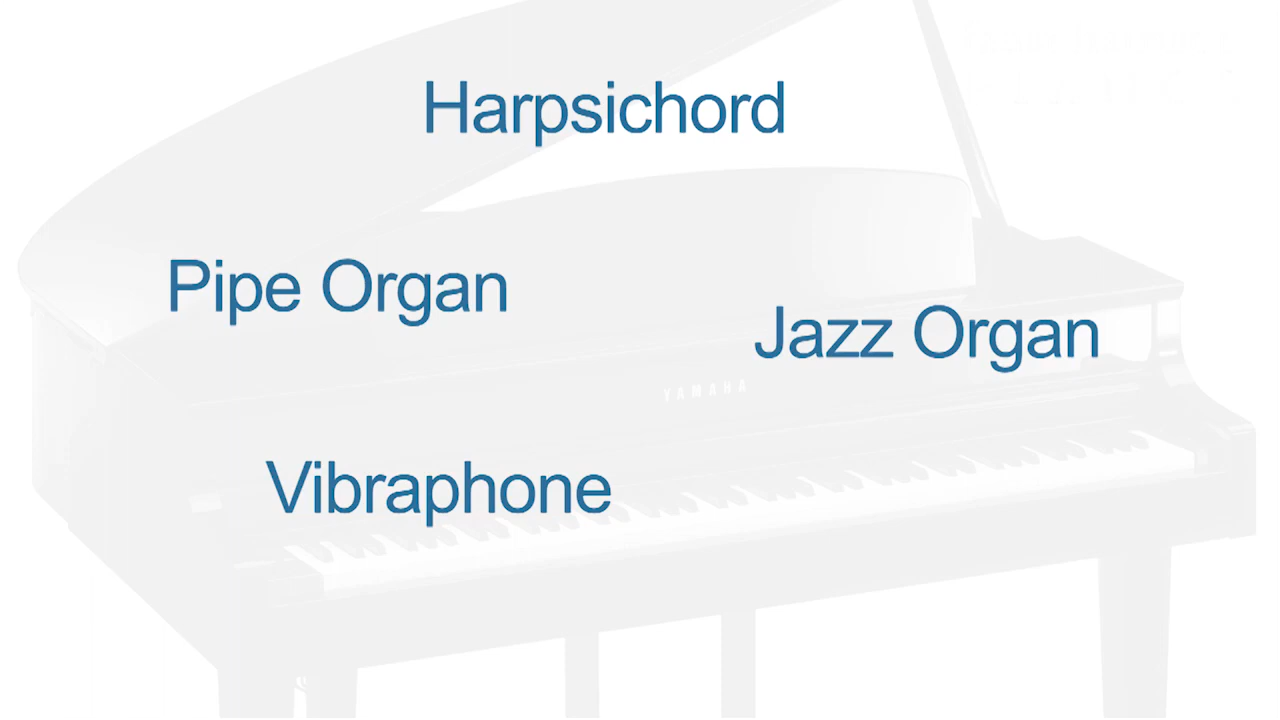 Harpsichord
Pipe Organ
Jazz Organ
YAMAHA
Vibraphone